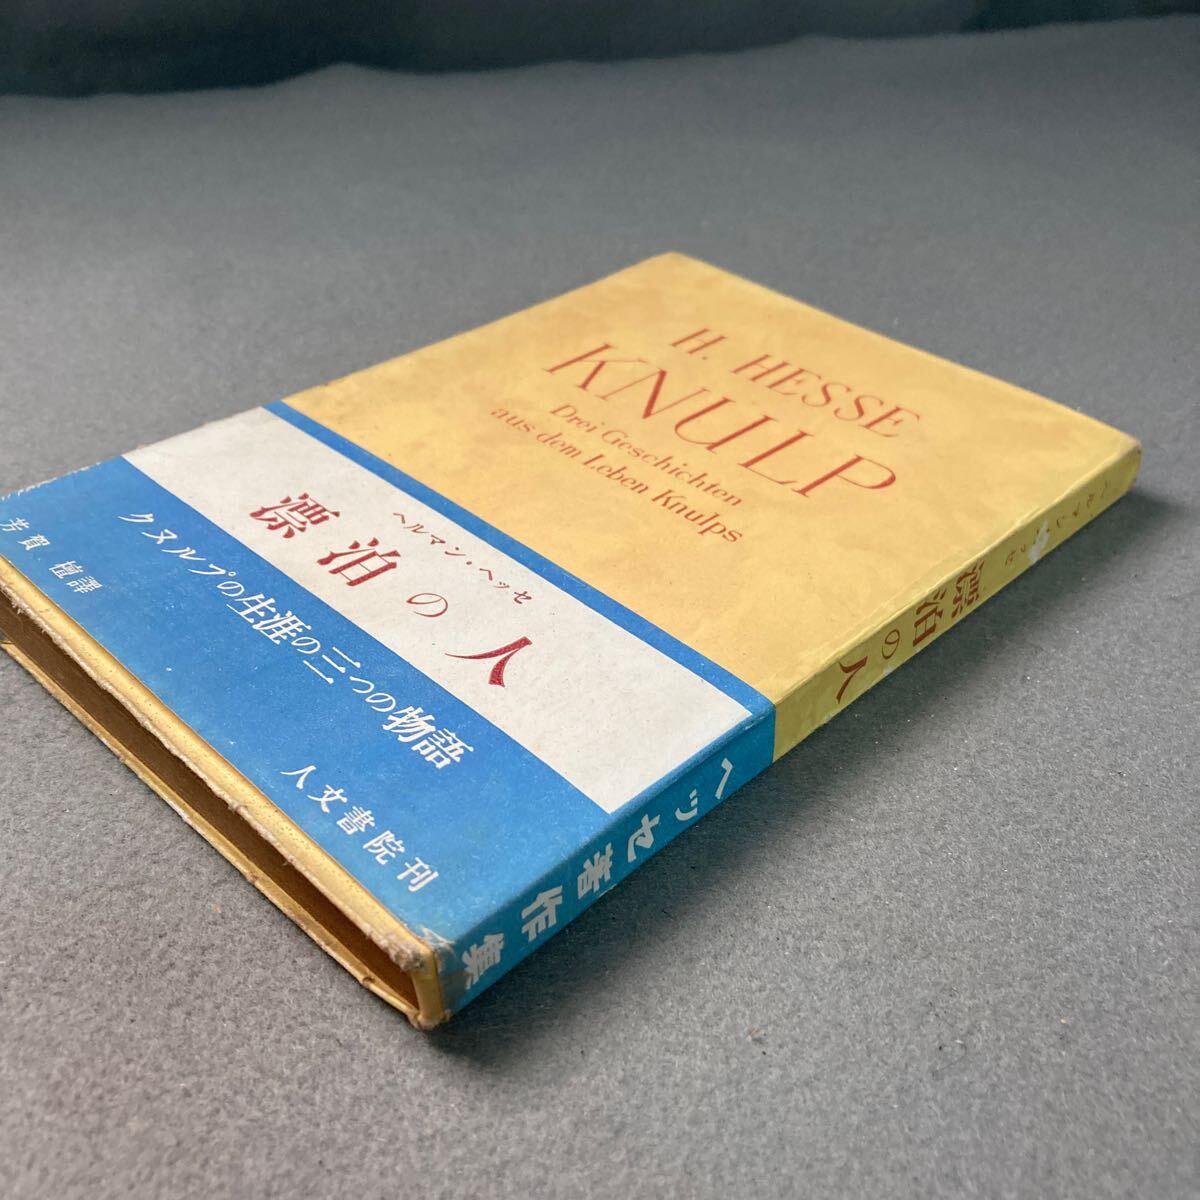 H. HESSE
KNULP
Drei Geschichten
aus dem Leben Knulps
ヘルマン・ヘッセ
漂泊の人
クヌルプの生涯の三つの物語
芳賀 檀譯
人文書院刊
漂泊の人
ヘッセ著作集